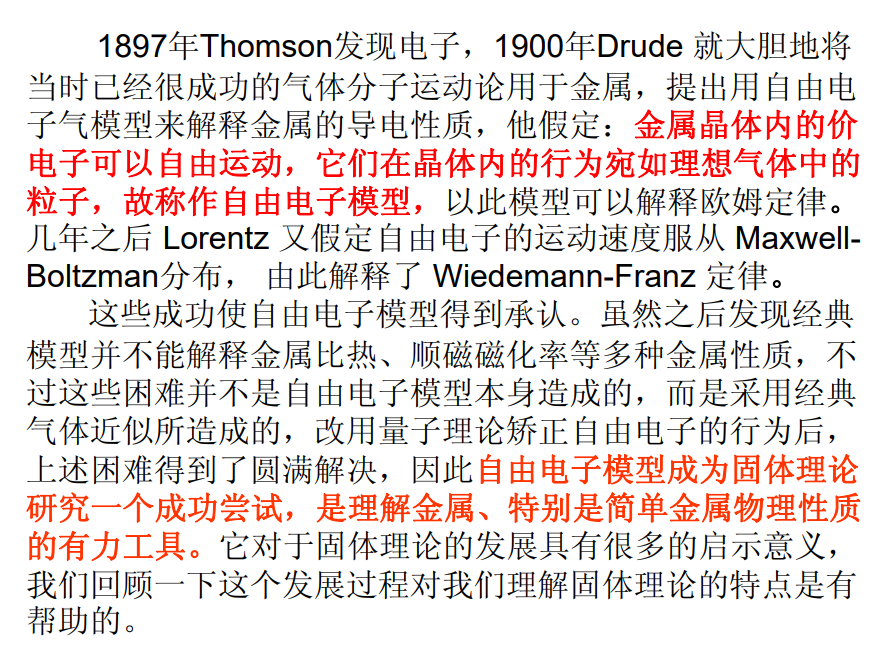 1897年Thomson发现电子，1900年Drude 就大胆地将
当时已经很成功的气体分子运动论用于金属，提出用自由电
子气模型来解释金属的导电性质，他假定：金属晶体内的价
电子可以自由运动，它们在晶体内的行为宛如理想气体中的
粒子，故称作自由电子模型，以此模型可以解释欧姆定律。
几年之后 Lorentz 又假定自由电子的运动速度服从 Maxwell-
Boltzman分布， 由此解释了 Wiedemann-Franz 定律。
这些成功使自由电子模型得到承认。虽然之后发现经典
模型并不能解释金属比热、顺磁磁化率等多种金属性质，不
过这些困难并不是自由电子模型本身造成的，而是采用经典
气体近似所造成的，改用量子理论矫正自由电子的行为后，
上述困难得到了圆满解决，因此自由电子模型成为固体理论
研究一个成功尝试，是理解金属、特别是简单金属物理性质
的有力工具。它对于固体理论的发展具有很多的启示意义，
我们回顾一下这个发展过程对我们理解固体理论的特点是有
帮助的。